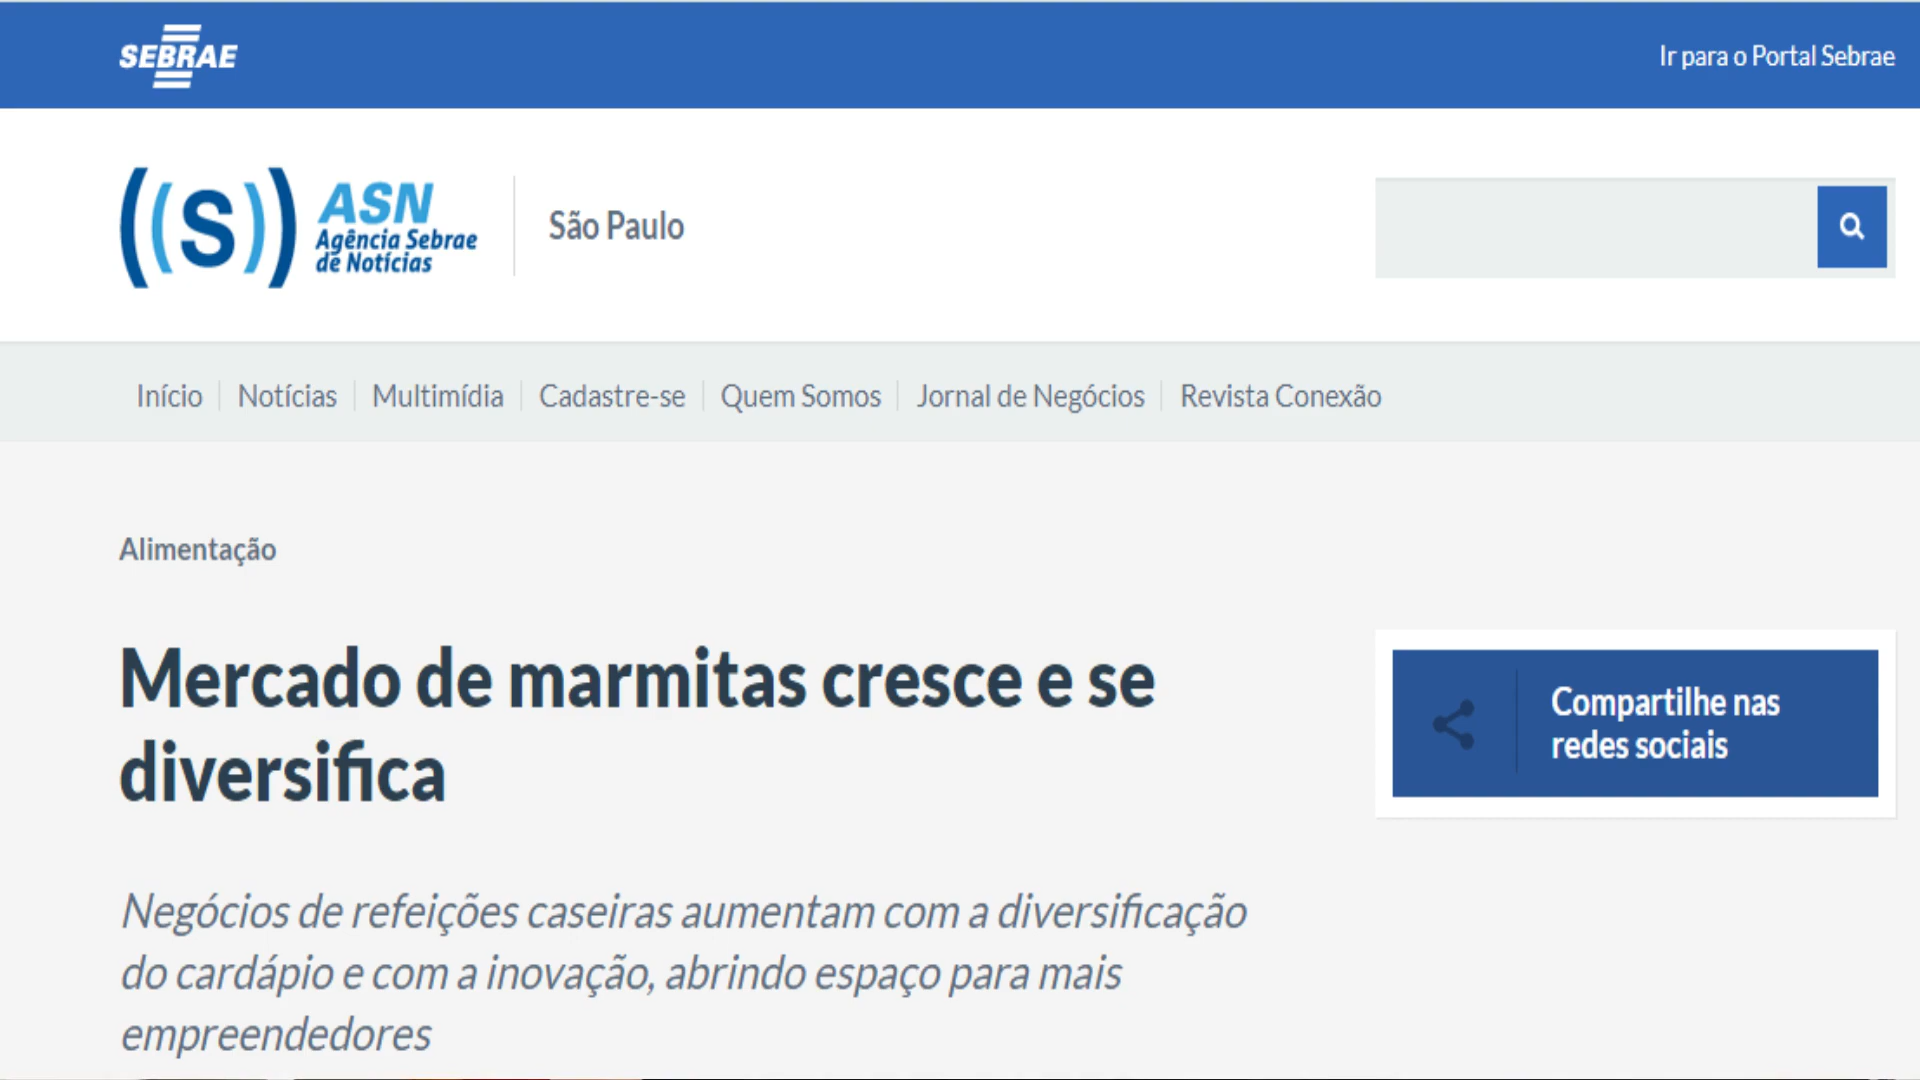 SEBRAE
Ir para o Portal Sebrae
((S)) ASN
Agência Sebrae
de Notícias
São Paulo
Início Notícias Multimídia Cadastre-se Quem Somos Jornal de Negócios Revista Conexão
Alimentação
Mercado de marmitas cresce e se
diversifica
Compartilhe nas
redes sociais
Negócios de refeições caseiras aumentam com a diversificação
do cardápio e com a inovação, abrindo espaço para mais
empreendedores